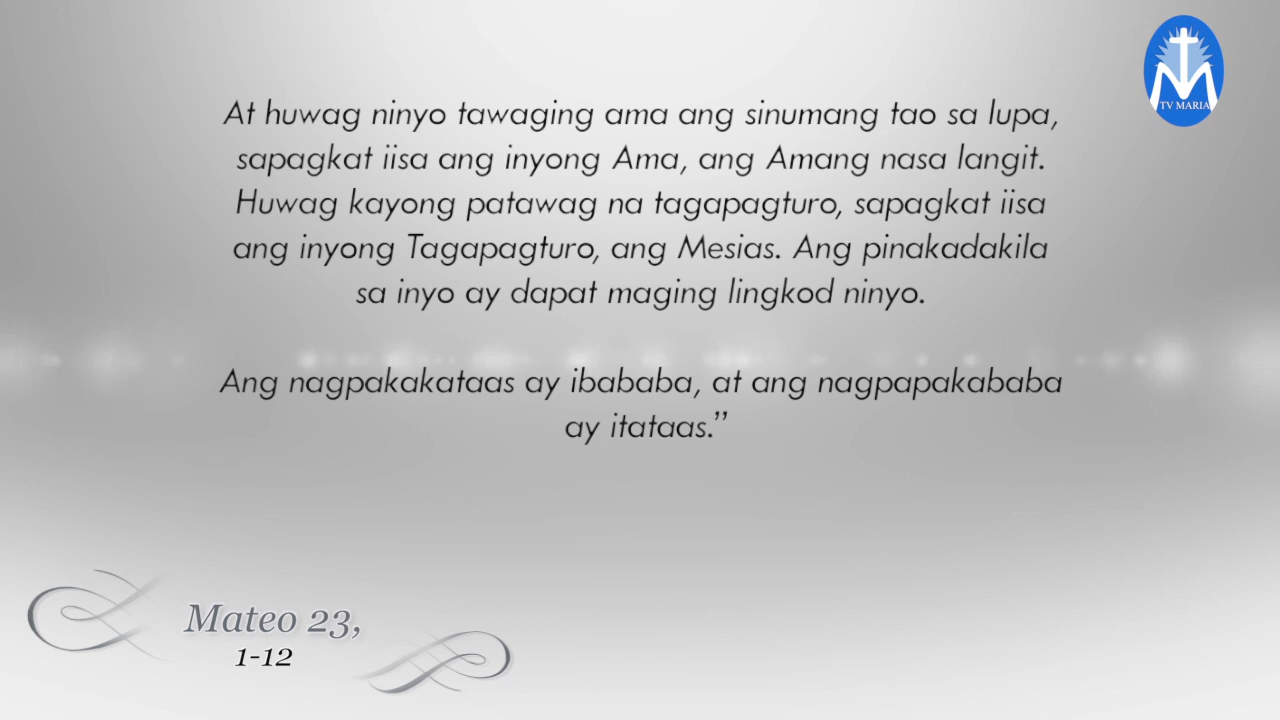 TV MARIA
At huwag ninyo tawaging ama ang sinumang tao sa lupa,
sapagkat iisa ang inyong Ama, ang Amang nasa langit.
Huwag kayong patawag na tagapagturo, sapagkat iisa
ang inyong Tagapagturo, ang Mesias. Ang pinakadakila
sa inyo ay dapat maging lingkod ninyo.
Ang nagpakakataas ay ibababa, at ang nagpapakababa
ay itataas.”
Mateo 23,
1-12